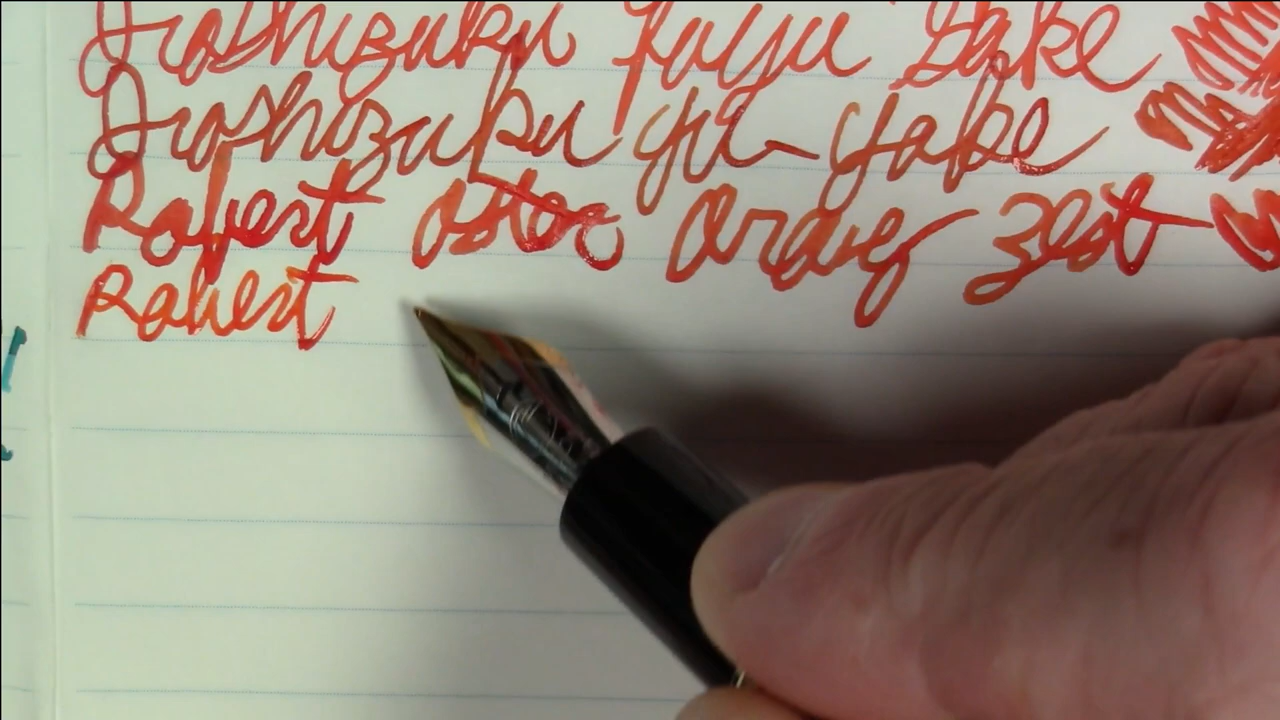 Iroshizuku Fuyu Gake
Iroshizuku yu-yake
Robert oster Orange Zest
Robert